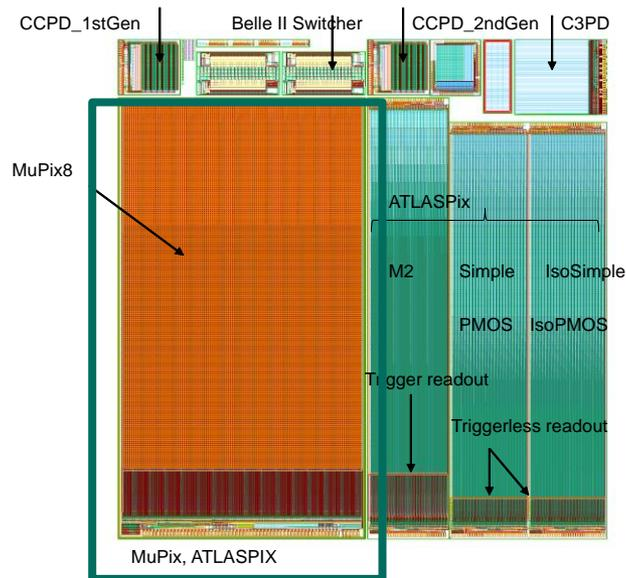 CCPD_1stGen
Belle II Switcher
CCPD_2ndGen
C3PD
MuPix8
ATLASPix
M2
Simple
IsoSimple
PMOS
IsoPMOS
Trigger readout
Triggerless readout
MuPix, ATLASPIX